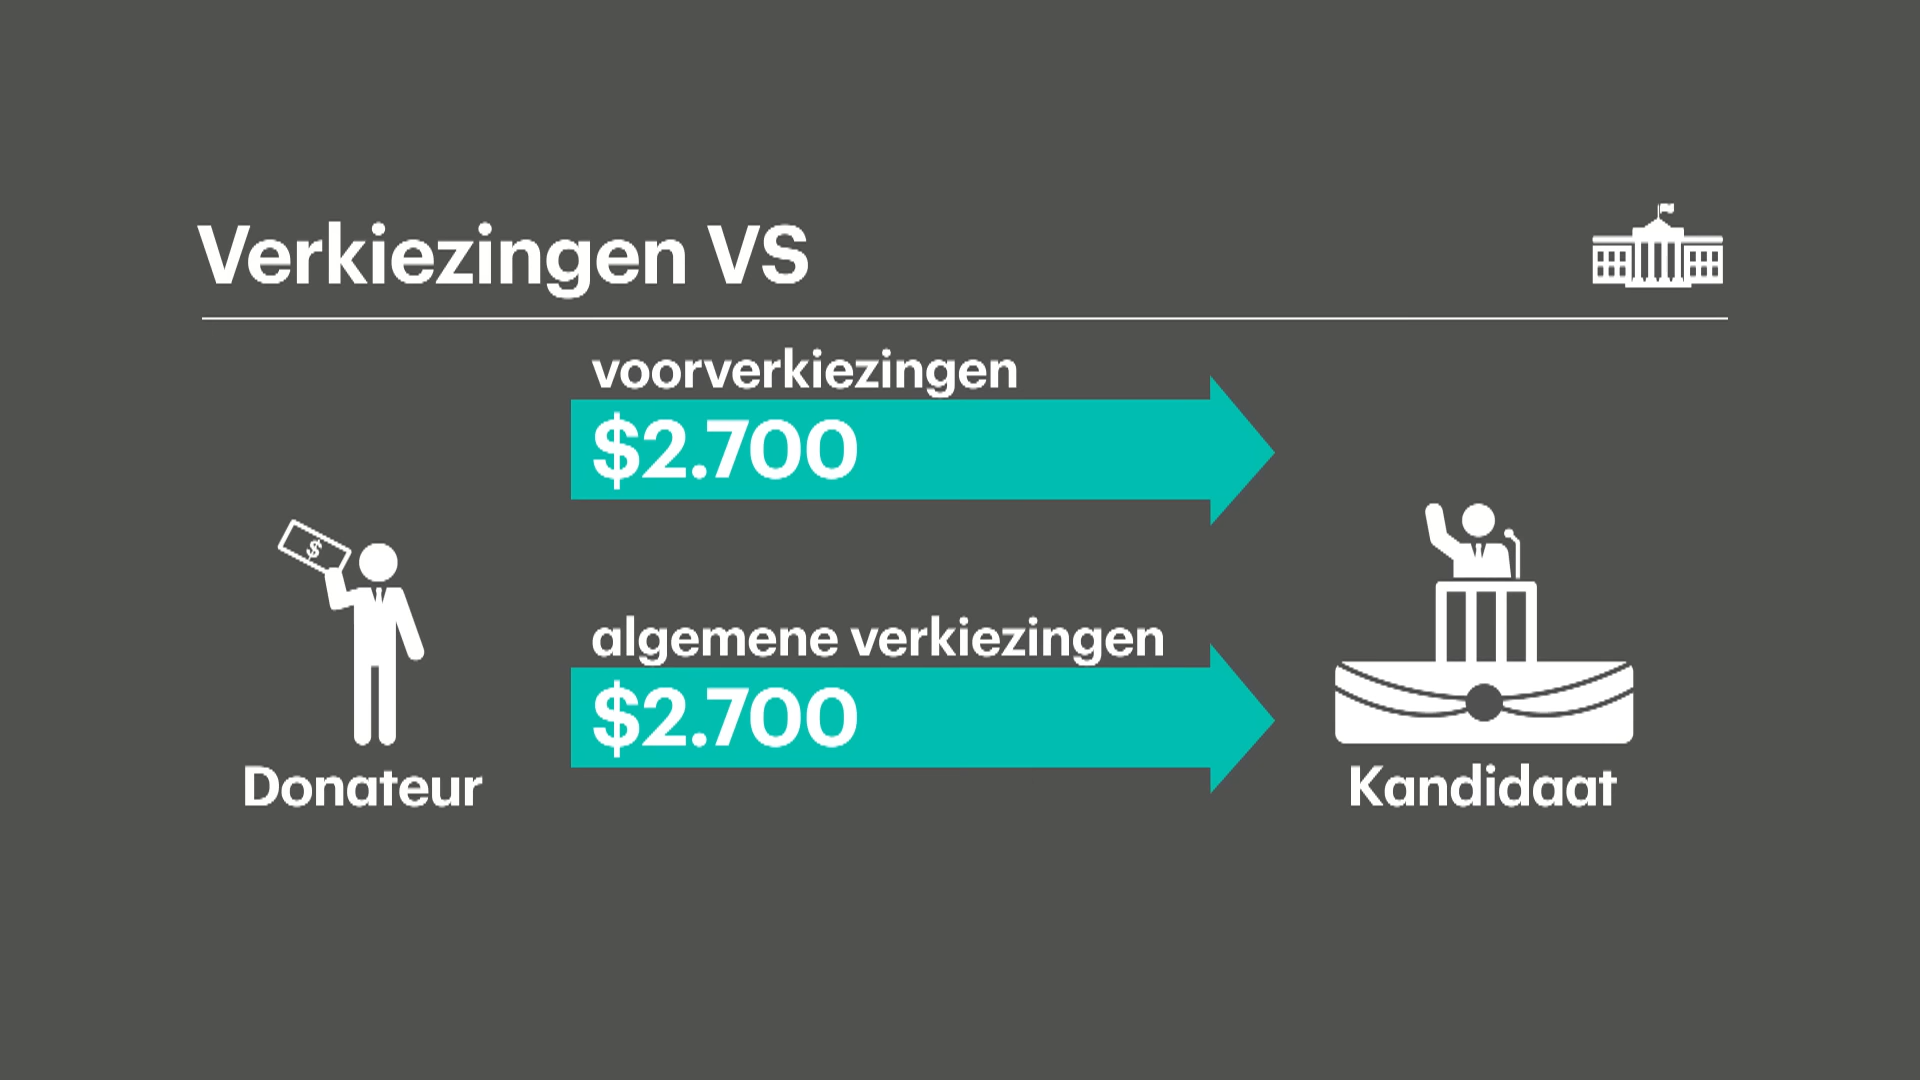 Verkiezingen VS
voorverkiezingen
$2.700
$
algemene verkiezingen
$2.700
Donateur
Kandidaat